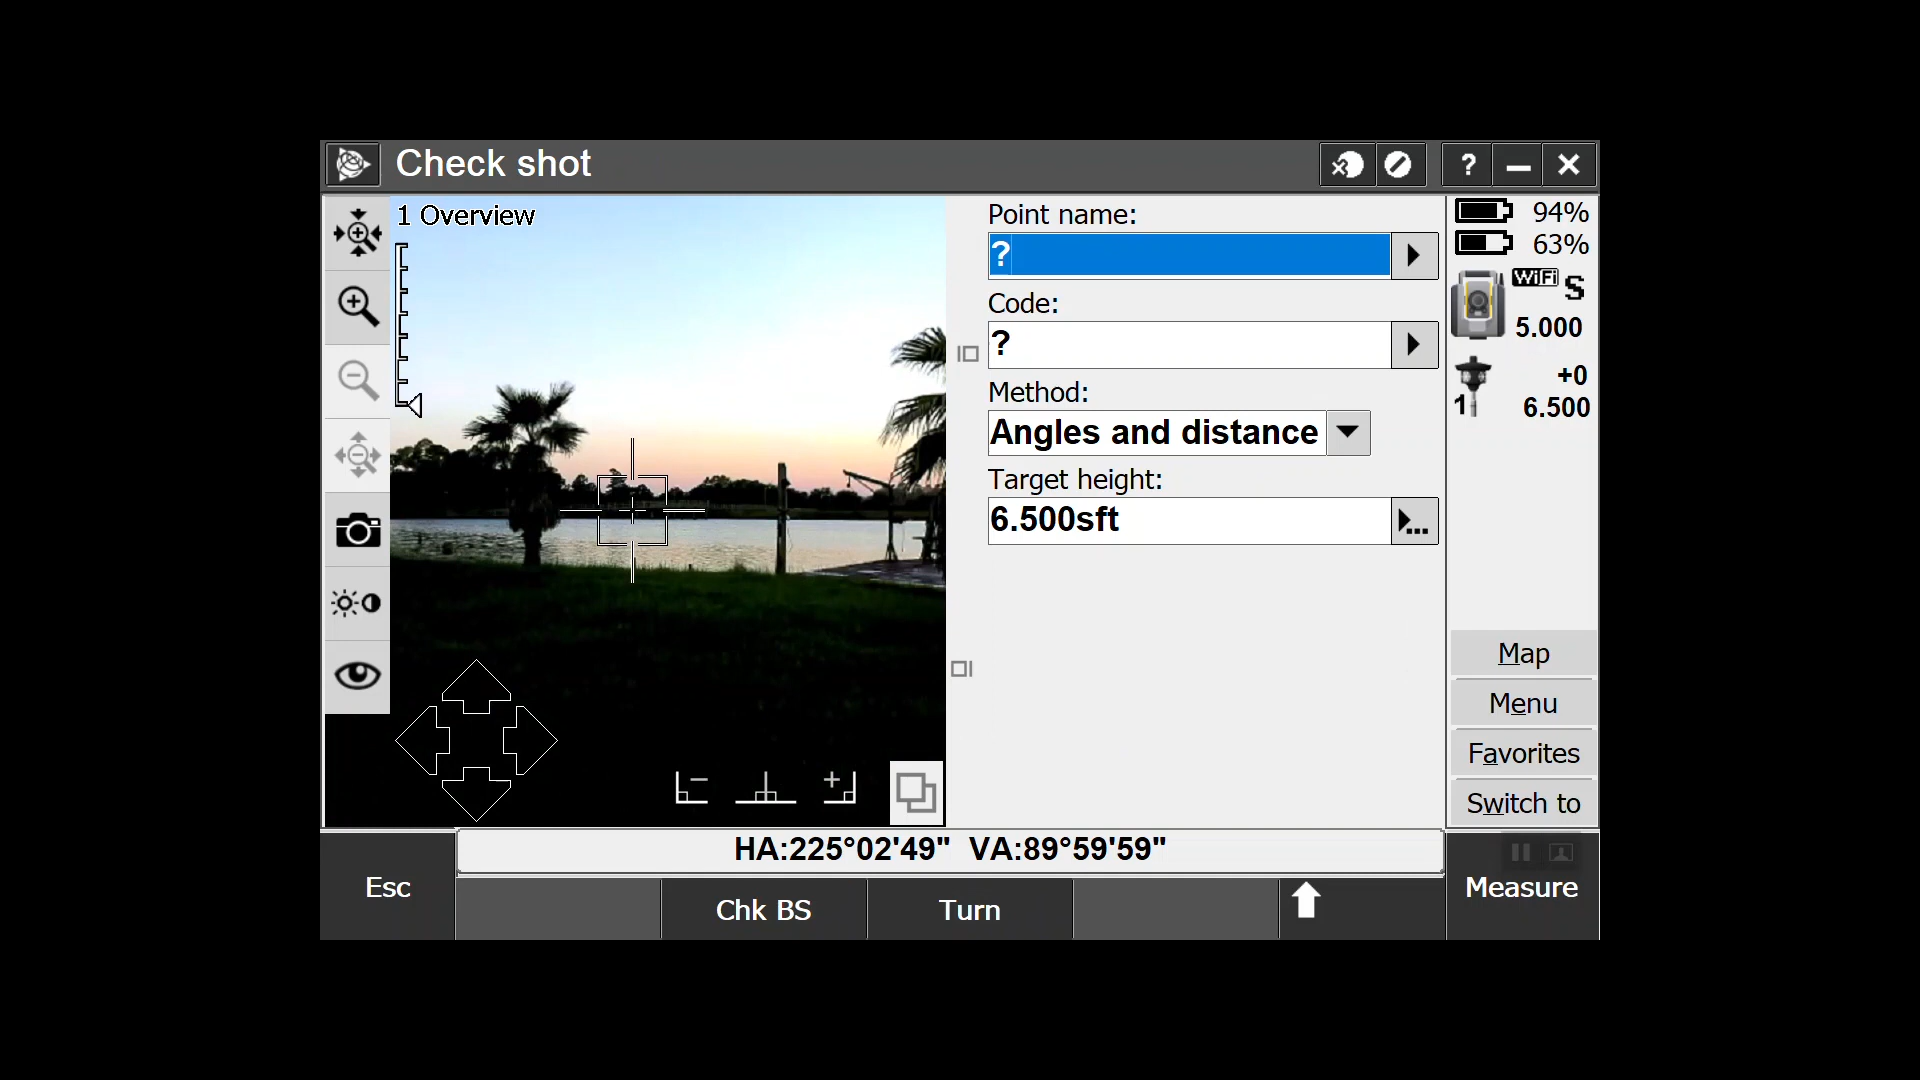 Check shot
?
1 Overview
Point name:
?
Code:
?
Method:
Angles and distance
Target height:
6.500sft
94%
63%
WiFi S
5.000
+0
1 6.500
Map
Menu
Favorites
Switch to
HA:225°02'49" VA:89°59'59"
Esc
Chk BS
Turn
Measure